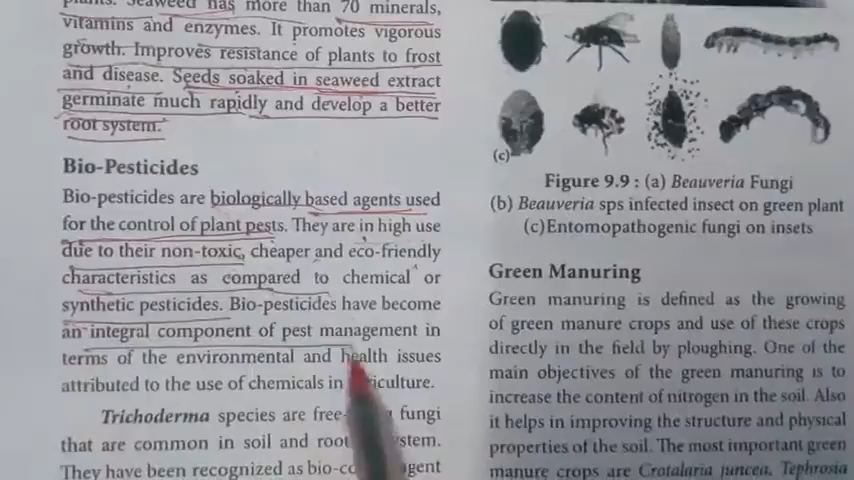 plants. Seaweed has more than 70 minerals,
vitamins and enzymes. It promotes vigorous
growth. Improves resistance of plants to frost
and disease. Seeds soaked in seaweed extract
germinate much rapidly and develop a better
root system.
Bio-Pesticides
Bio-pesticides are biologically based agents used
for the control of plant pests. They are in high use
due to their non-toxic, cheaper and eco-friendly
characteristics as compared to chemical or
synthetic pesticides. Bio-pesticides have become
an integral component of pest management in
terms of the environmental and health issues
attributed to the use of chemicals in
Trichoderma species are fungi
that are common in soil and root
They have been recognized as
(c)
Figure 9.9 : (a) Beauveria Fungi
(b) Beauveria sps infected insect on green plant
(c)Entomopathogenic fungi on insets
Green Manuring
Green manuring is defined as the growing
of green manure crops and use of these crops
directly in the field by ploughing. One of the
main objectives of the green manuring is to
increase the content of nitrogen in the soil. Also
it helps in improving the structure and physical
properties of the soil. The most important green
manure crops are Crotalaria juncea, Tephrosia